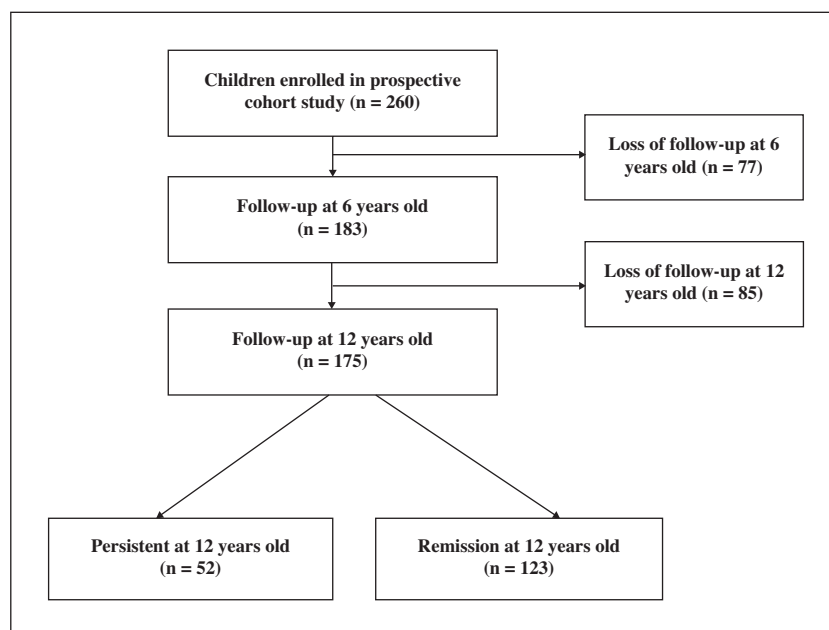 Children enrolled in prospective
cohort study (n = 260)
Loss of follow-up at 6
years old (n = 77)
Follow-up at 6 years old
(n = 183)
Loss of follow-up at 12
years old (n = 85)
Follow-up at 12 years old
(n = 175)
Persistent at 12 years old
(n = 52)
Remission at 12 years old
(n = 123)